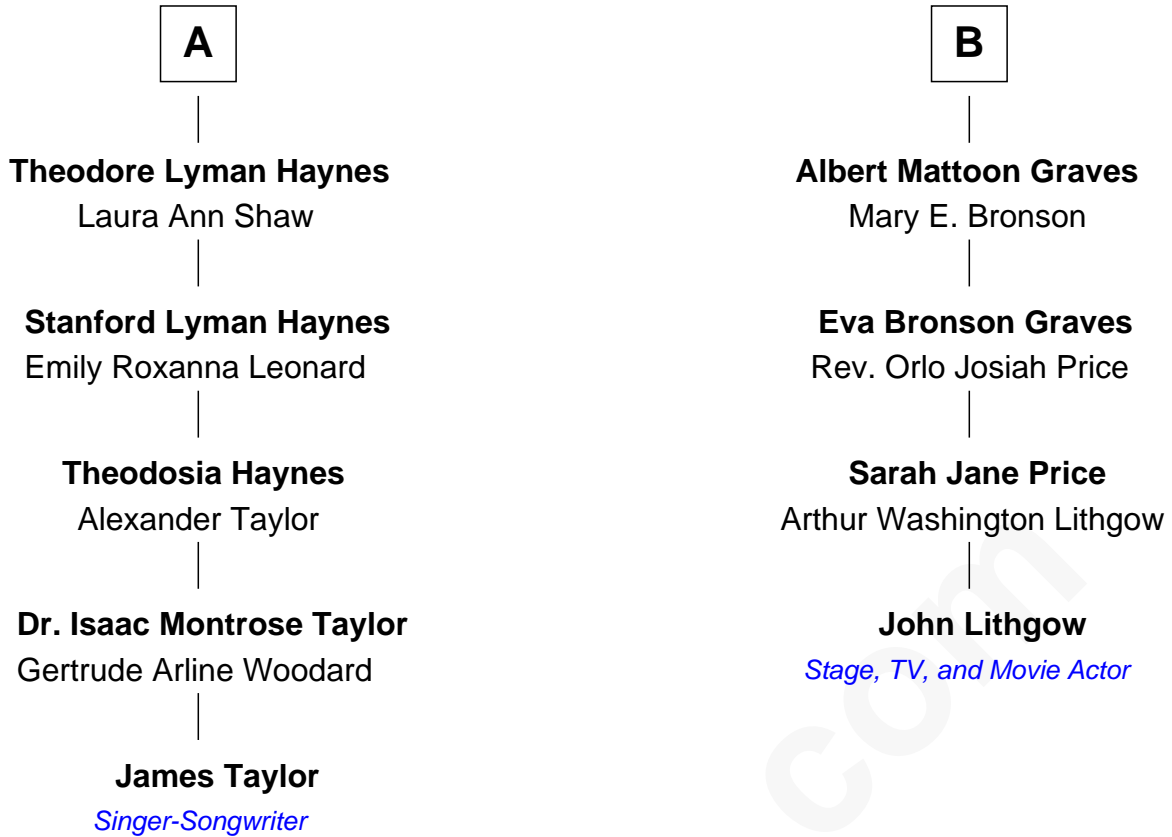 A
Theodore Lyman Haynes
Laura Ann Shaw
Stanford Lyman Haynes
Emily Roxanna Leonard
Theodosia Haynes
Alexander Taylor
Dr. Isaac Montrose Taylor
Gertrude Arline Woodard
James Taylor
Singer-Songwriter
B
Albert Mattoon Graves
Mary E. Bronson
Eva Bronson Graves
Rev. Orlo Josiah Price
Sarah Jane Price
Arthur Washington Lithgow
John Lithgow
Stage, TV, and Movie Actor
com